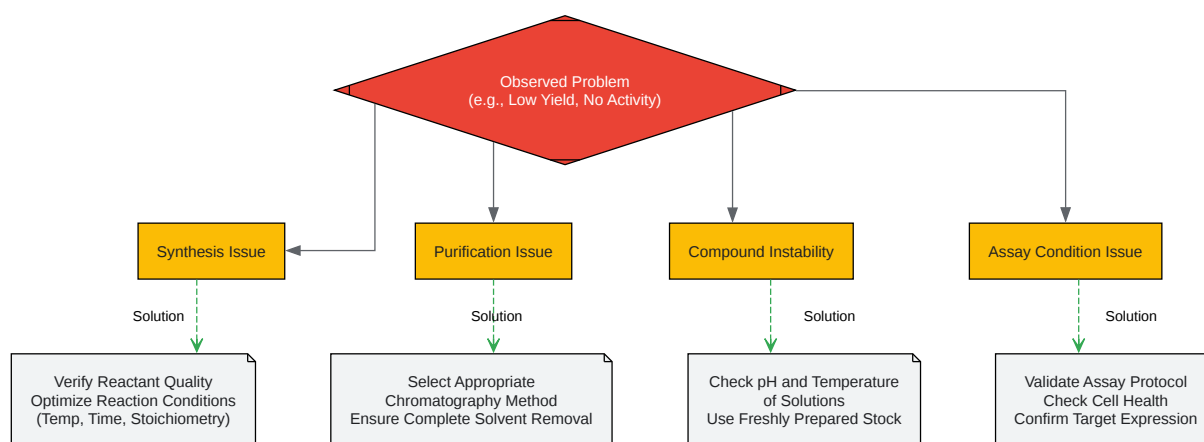 Observed Problem
(e.g., Low Yield, No Activity)
Synthesis Issue
Purification Issue
Compound Instability
Assay Condition Issue
Solution
Solution
Solution
Solution
Verify Reactant Quality
Optimize Reaction Conditions
(Temp, Time, Stoichiometry)
Select Appropriate
Chromatography Method
Ensure Complete Solvent Removal
Check pH and Temperature
of Solutions
Use Freshly Prepared Stock
Validate Assay Protocol
Check Cell Health
Confirm Target Expression